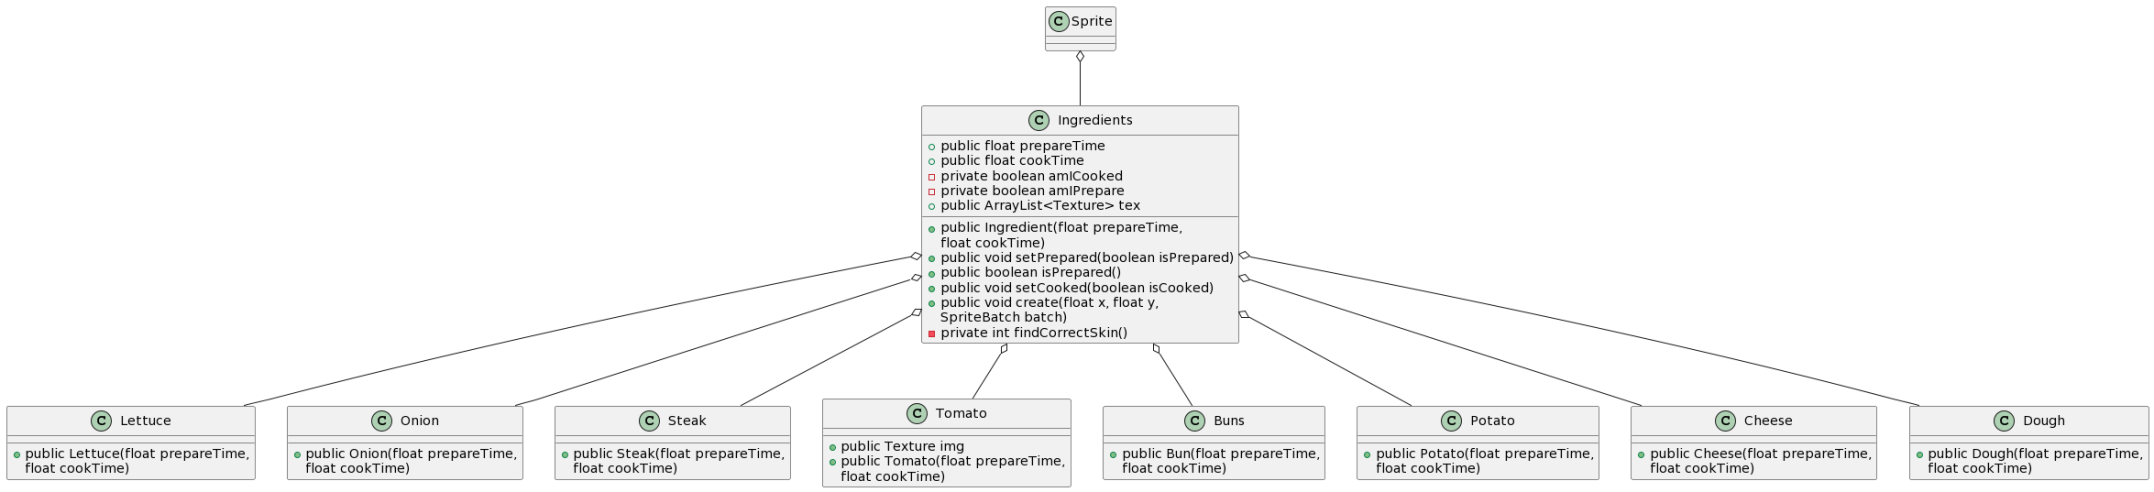 C Sprite
C Ingredients
public float prepareTime
public float cookTime
private boolean amICooked
private boolean amIPrepare
public ArrayList<Texture> tex
public Ingredient(float prepareTime,
float cookTime)
public void setPrepared(boolean isPrepared)
public boolean isPrepared()
public void setCooked(boolean isCooked)
public void create(float x, float y,
SpriteBatch batch)
private int findCorrectSkin()
C Lettuce
public Lettuce(float prepareTime,
float cookTime)
C Onion
public Onion(float prepareTime,
float cookTime)
C Steak
public Steak(float prepareTime,
float cookTime)
C Tomato
public Texture img
public Tomato(float prepareTime,
float cookTime)
C Buns
public Bun(float prepareTime,
float cookTime)
C Potato
public Potato(float prepareTime,
float cookTime)
C Cheese
public Cheese(float prepareTime,
float cookTime)
C Dough
public Dough(float prepareTime,
float cookTime)